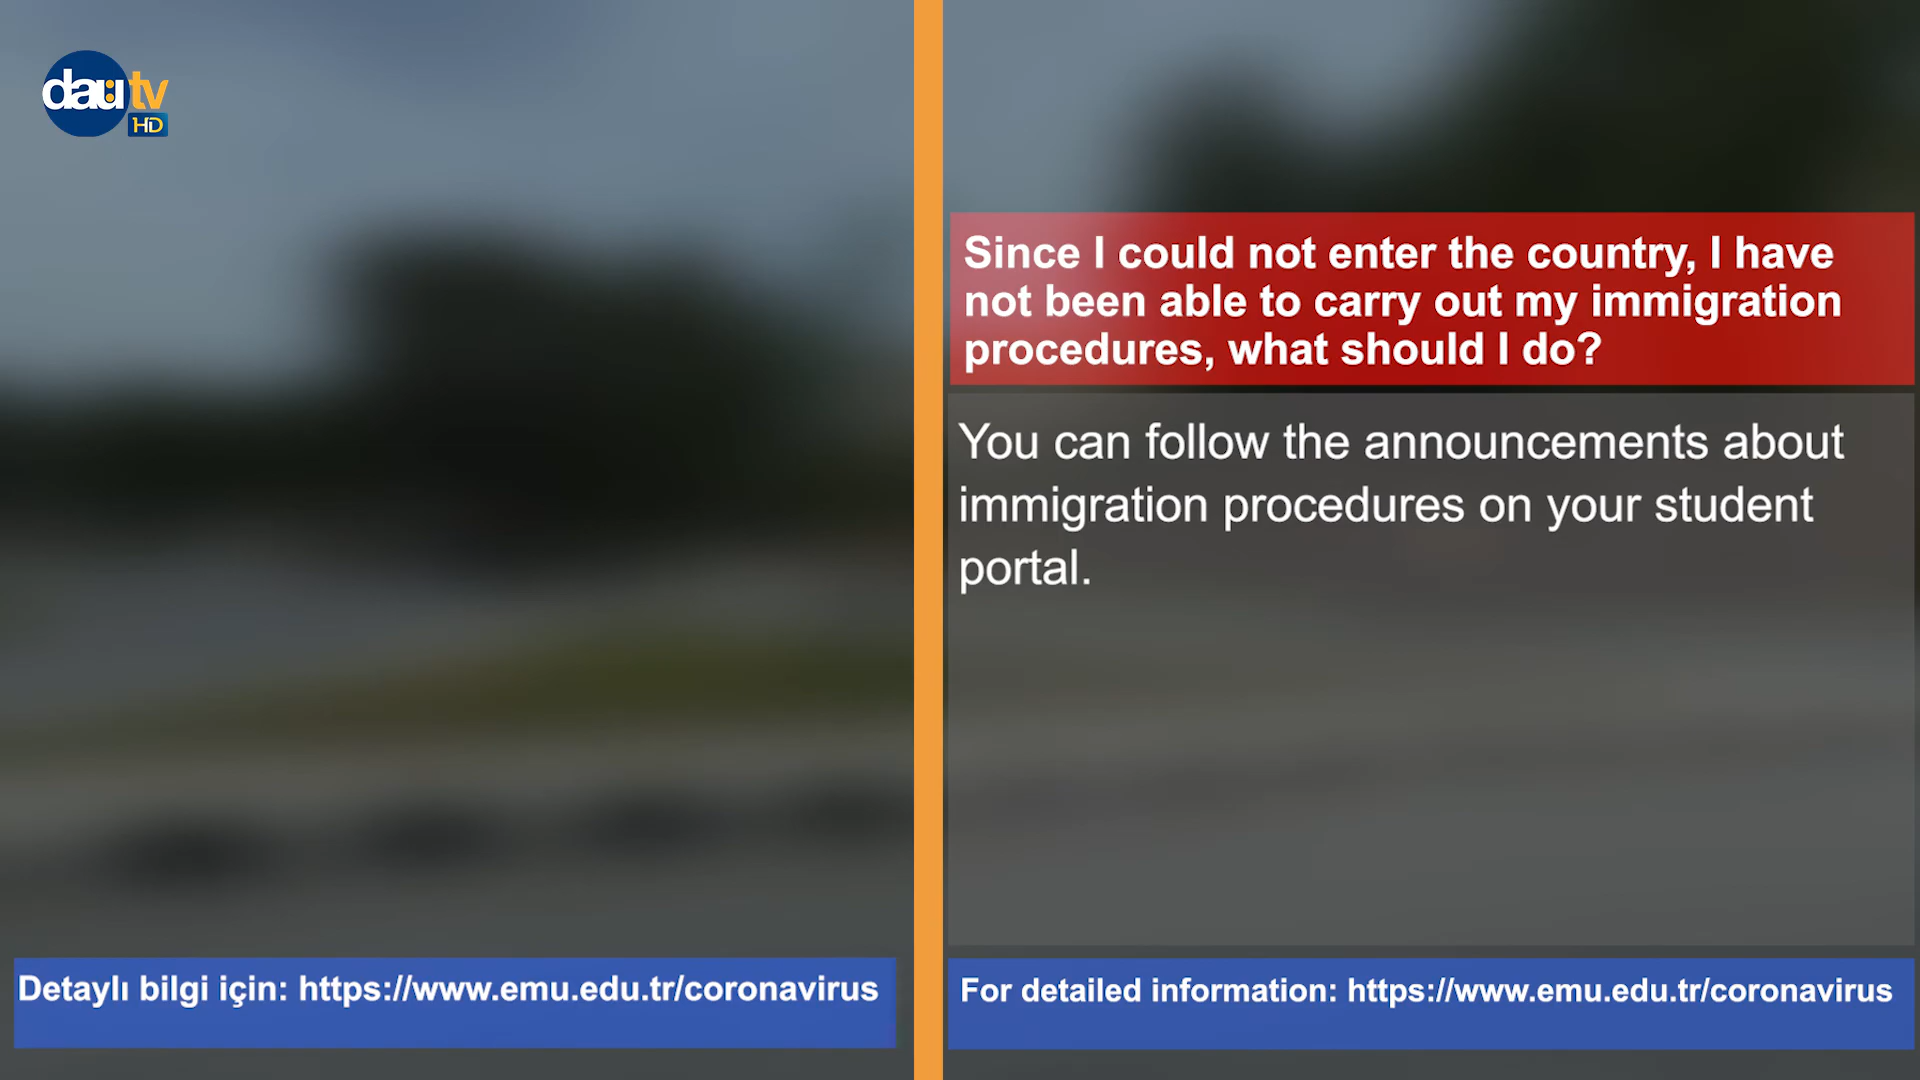 daütv
HD
Since I could not enter the country, I have
not been able to carry out my immigration
procedures, what should I do?
You can follow the announcements about
immigration procedures on your student
portal.
Detaylı bilgi için: https://www.emu.edu.tr/coronavirus
For detailed information: https://www.emu.edu.tr/coronavirus